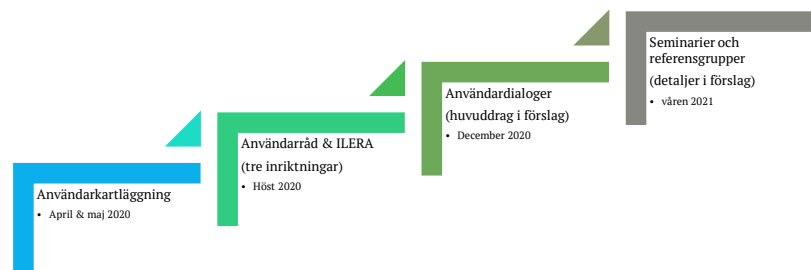 Användarkartläggning
• April & maj 2020
Användarråd & ILERA
(tre inriktningar)
• Höst 2020
Användardialoger
(huvuddrag i förslag)
• December 2020
Seminarier och
referensgrupper
(detaljer i förslag)
• våren 2021